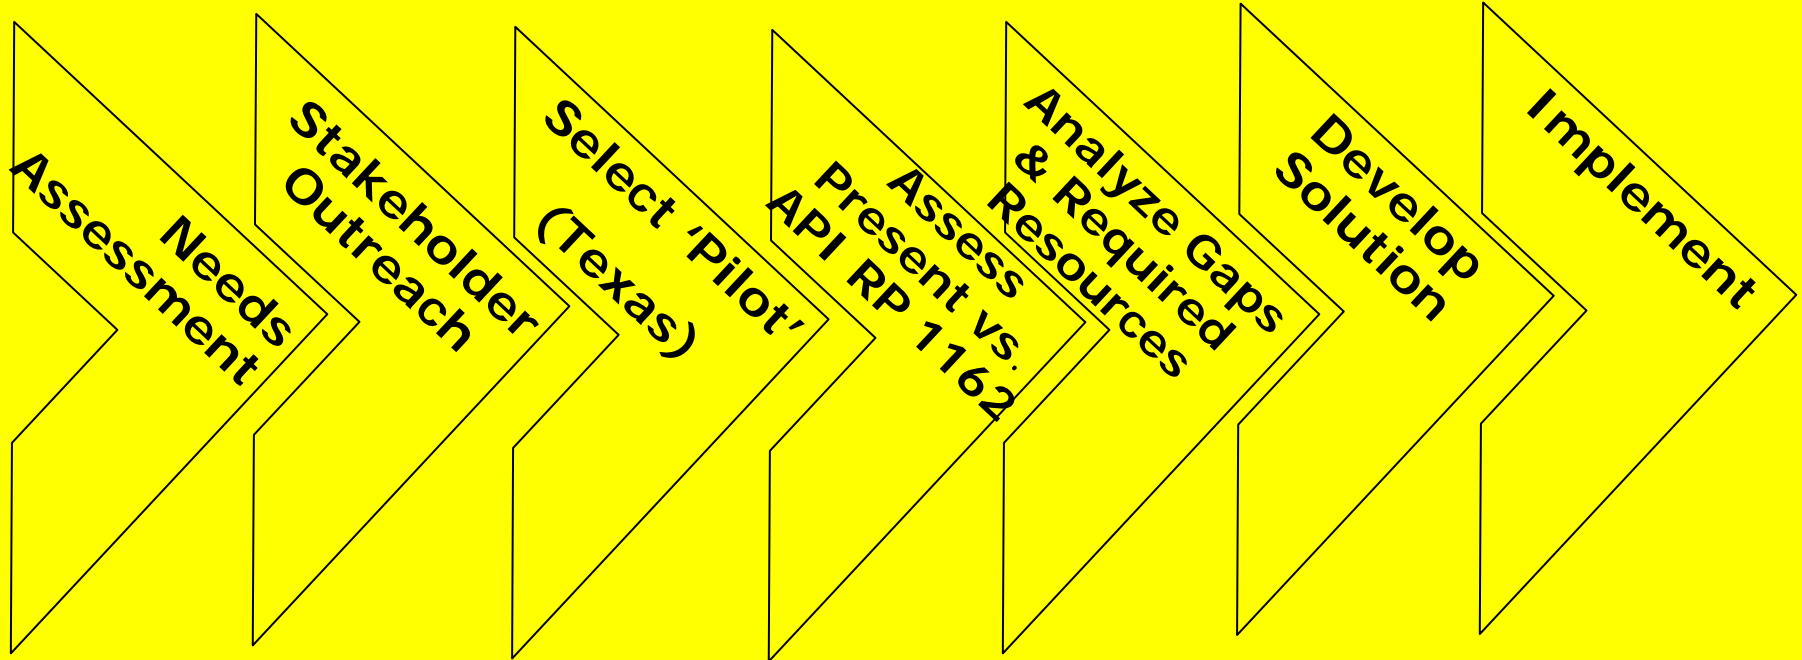 Needs
Assessment
Stakeholder
Outreach
Select ‘Pilot’
(Texas)
Assess
Present vs.
API RP 1162
Analyze Gaps
& Required
Resources
Develop
Solution
Implement